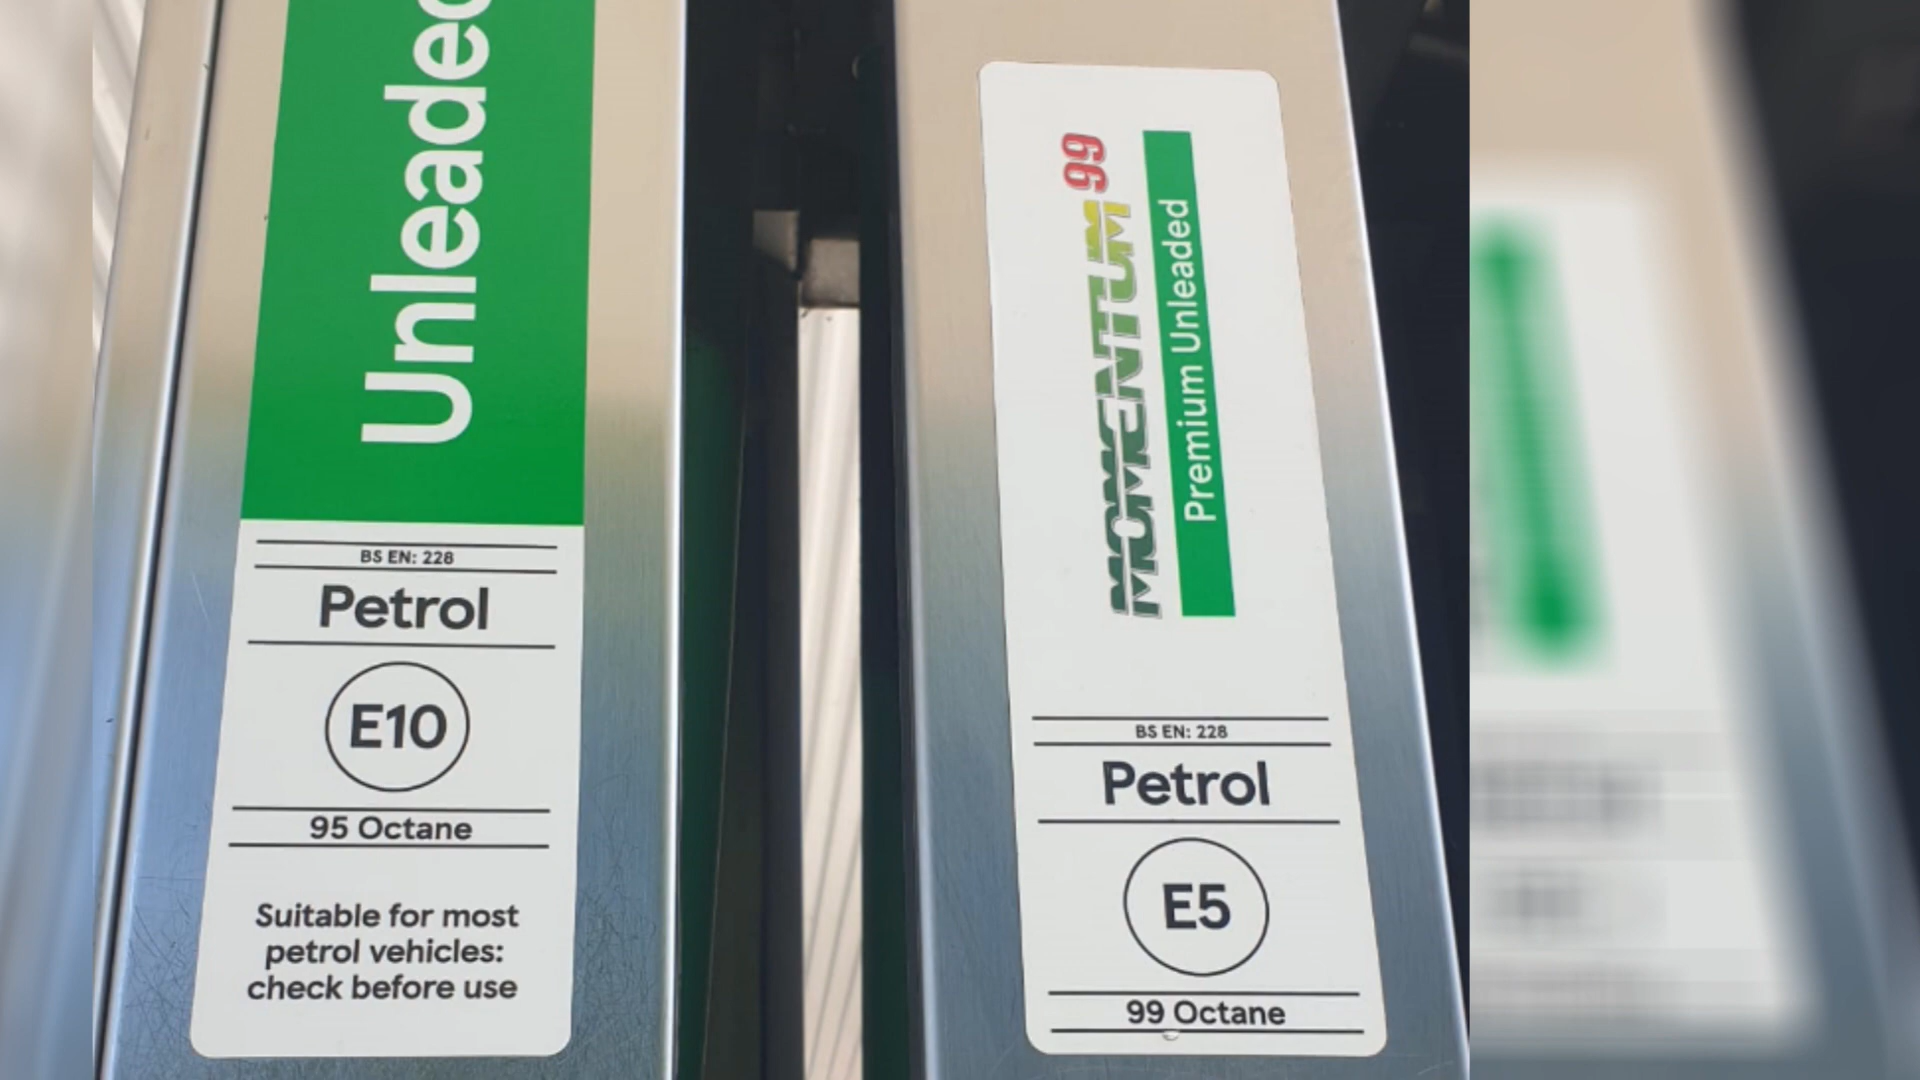 Unleaded
BS EN: 228
Petrol
E10
95 Octane
Suitable for most
petrol vehicles:
check before use
MOMENTUM 99
Premium Unleaded
BS EN: 228
Petrol
E5
99 Octane